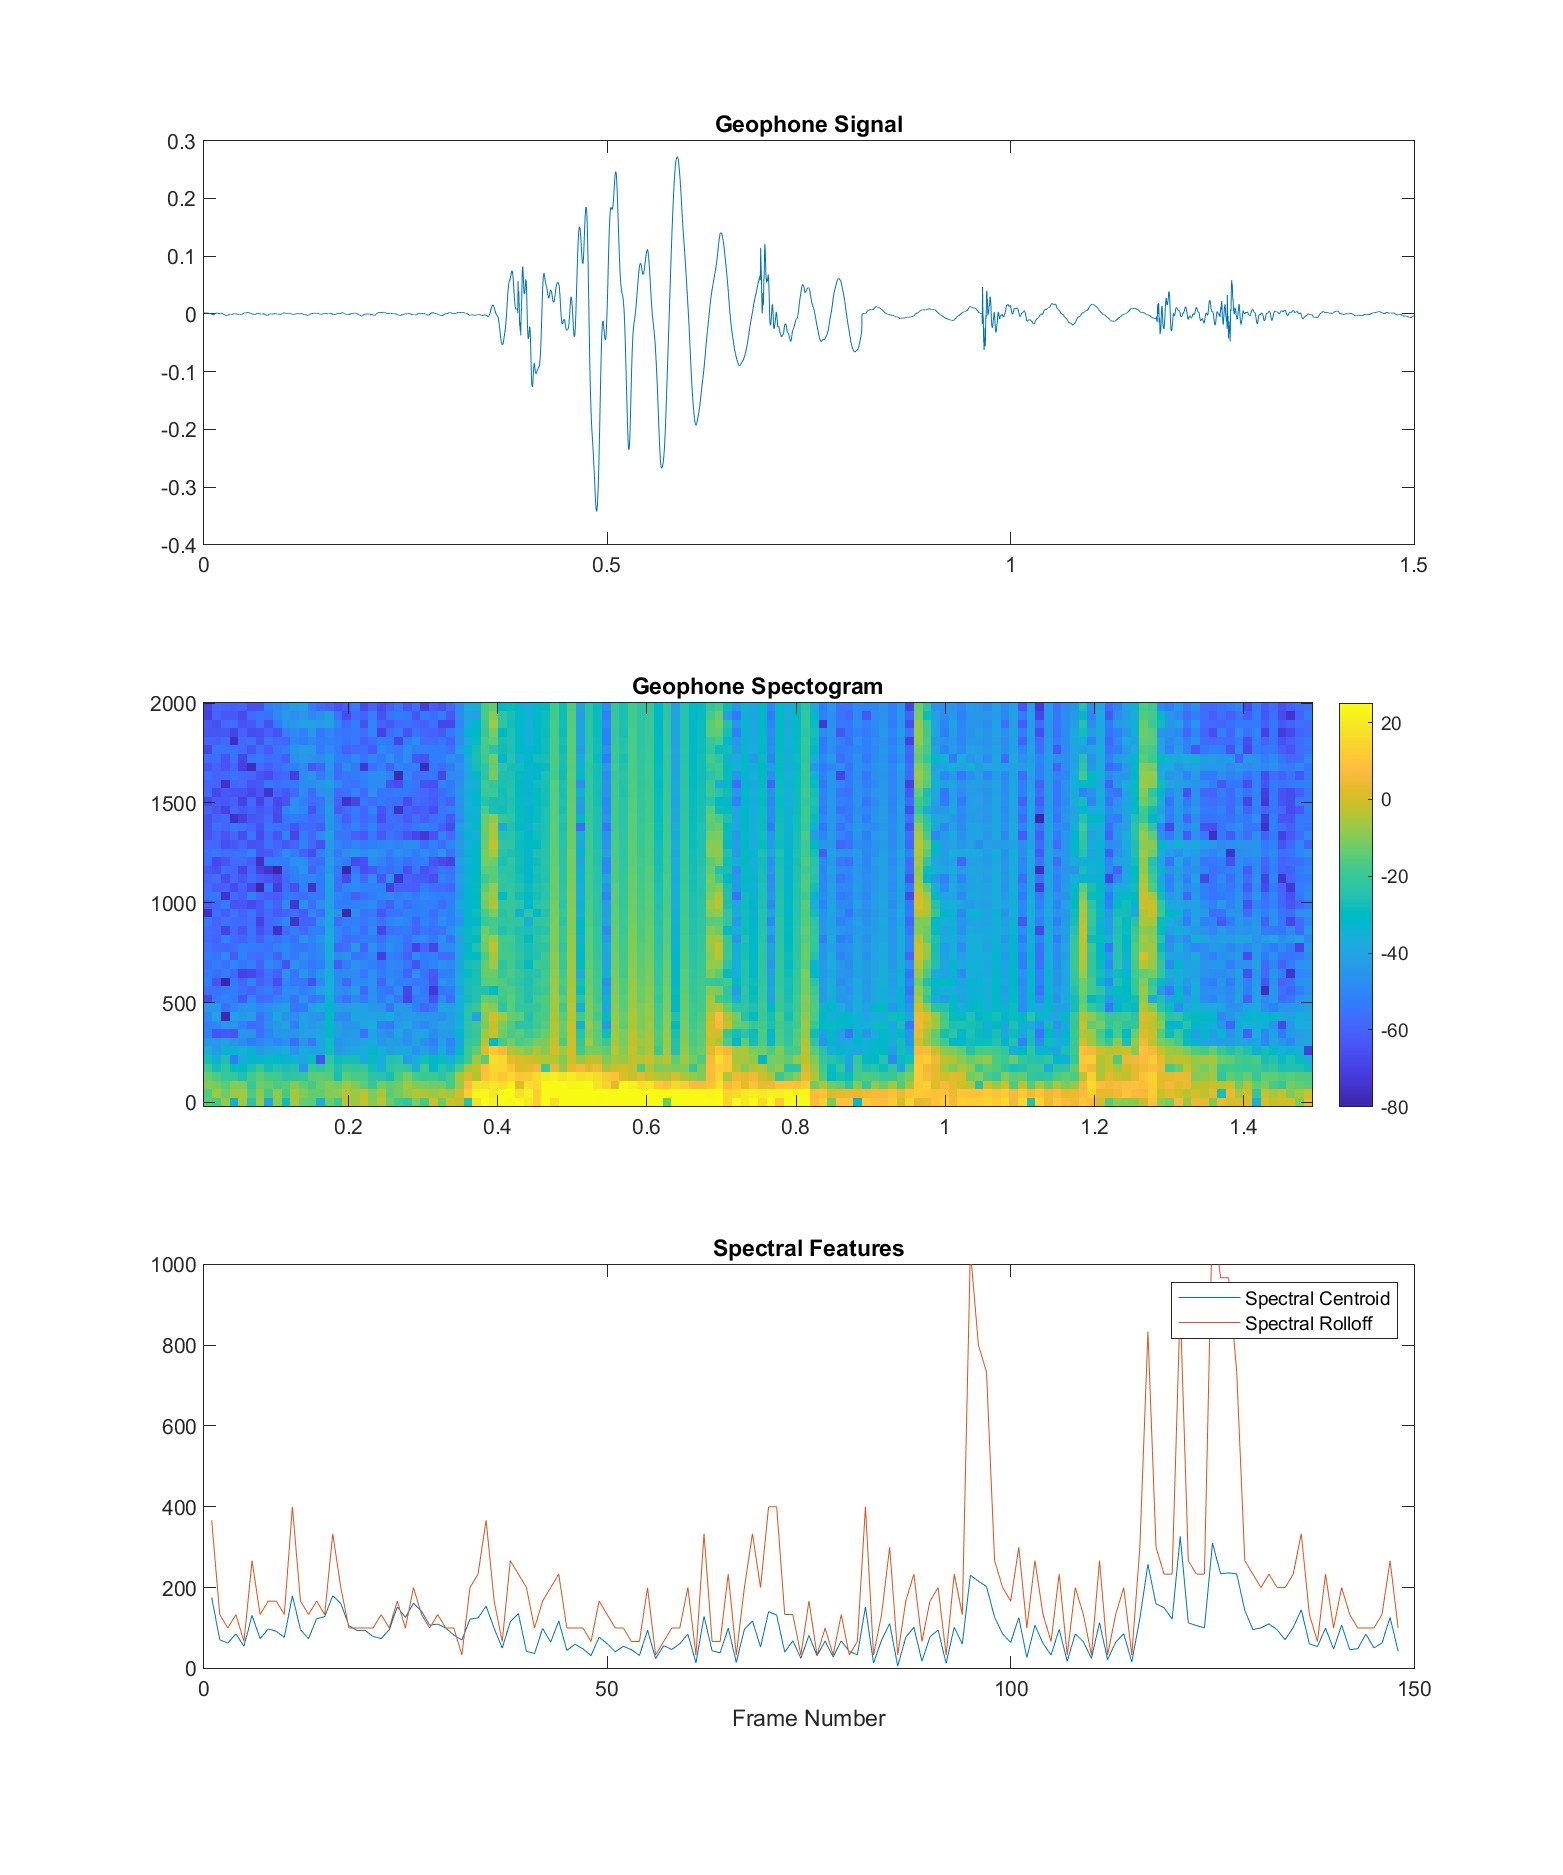 Geophone Signal
0.3
0.2
0.1
0
-0.1
-0.2
-0.3
-0.4
0 0.5 1 1.5
Geophone Spectogram
2000
1500
1000
500
0
0.2 0.4 0.6 0.8 1 1.2 1.4
20
0
-20
-40
-60
-80
Spectral Features
1000
800
600
400
200
0
Spectral Centroid
Spectral Rolloff
0 50 100 150
Frame Number